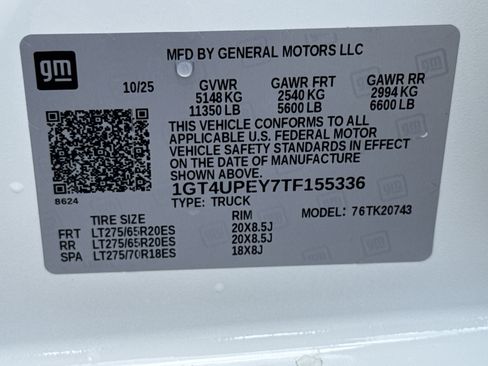 gm
MFD BY GENERAL MOTORS LLC
10/25 GVWR GAWR FRT GAWR RR
5148 KG 2540 KG 2994 KG
11350 LB 5600 LB 6600 LB
THIS VEHICLE CONFORMS TO ALL
APPLICABLE U.S. FEDERAL MOTOR
VEHICLE SAFETY STANDARDS IN EFFECT
ON THE DATE OF MANUFACTURE
SHOWN ABOVE.
1GT4UPEY7TF155336
8624
TYPE: TRUCK MODEL: 76TK20743
TIRE SIZE RIM
FRT LT275/65R20ES 20X8.5J
RR LT275/65R20ES 20X8.5J
SPA LT275/70R18ES 18X8J